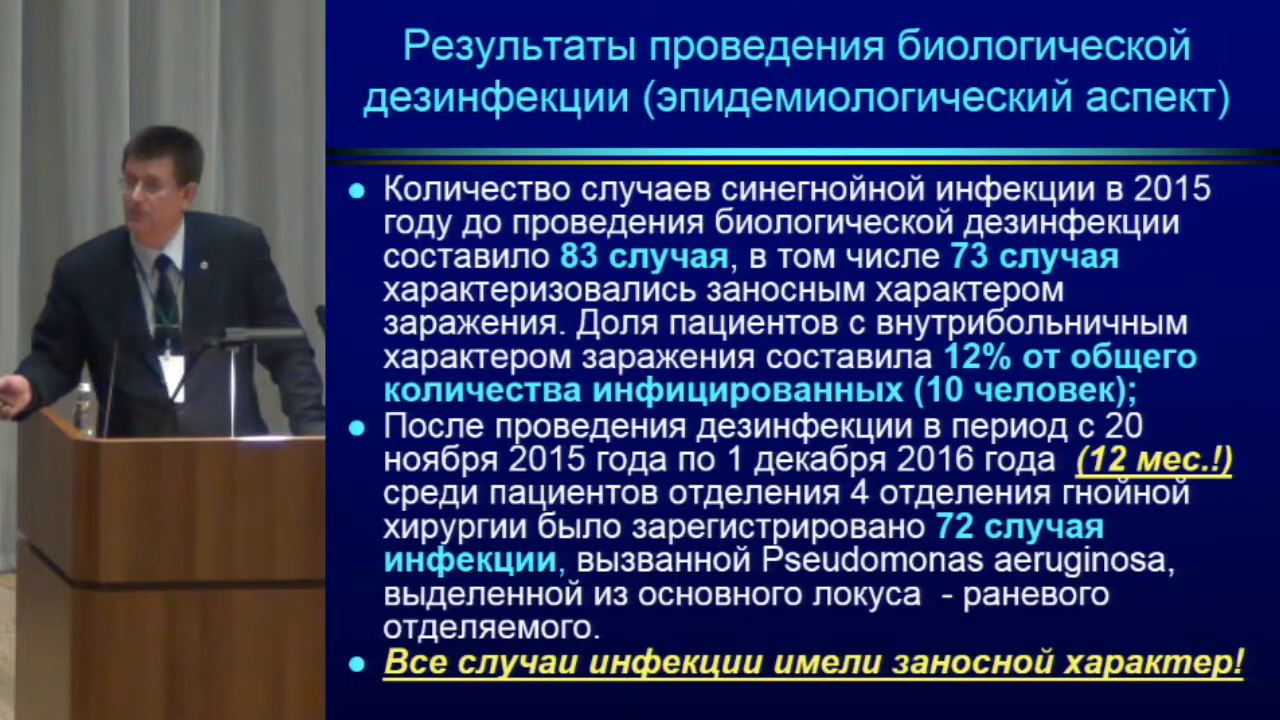 Результаты проведения биологической
дезинфекции (эпидемиологический аспект)
Количество случаев синегнойной инфекции в 2015
году до проведения биологической дезинфекции
составило 83 случая, в том числе 73 случая
характеризовались заносным характером
заражения. Доля пациентов с внутрибольничным
характером заражения составила 12% от общего
количества инфицированных (10 человек);
После проведения дезинфекции в период с 20
ноября 2015 года по 1 декабря 2016 года (12 мес.!)
среди пациентов отделения 4 отделения гнойной
хирургии было зарегистрировано 72 случая
инфекции, вызванной Pseudomonas aeruginosa,
выделенной из основного локуса - раневого
отделяемого.
Все случаи инфекции имели заносной характер!